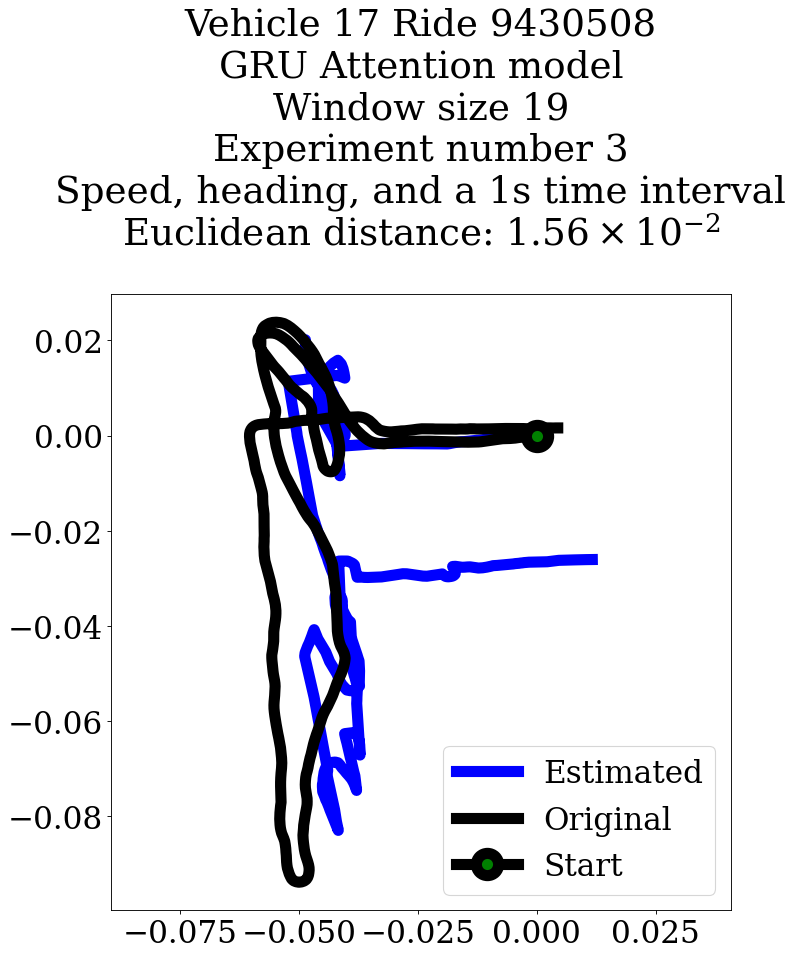 Vehicle 17 Ride 9430508
GRU Attention model
Window size 19
Experiment number 3
Speed, heading, and a 1s time interval
Euclidean distance: 1.56 × 10⁻²
0.02
0.00
−0.02
−0.04
−0.06
−0.08
Estimated
Original
Start
−0.075 −0.050 −0.025 0.000 0.025